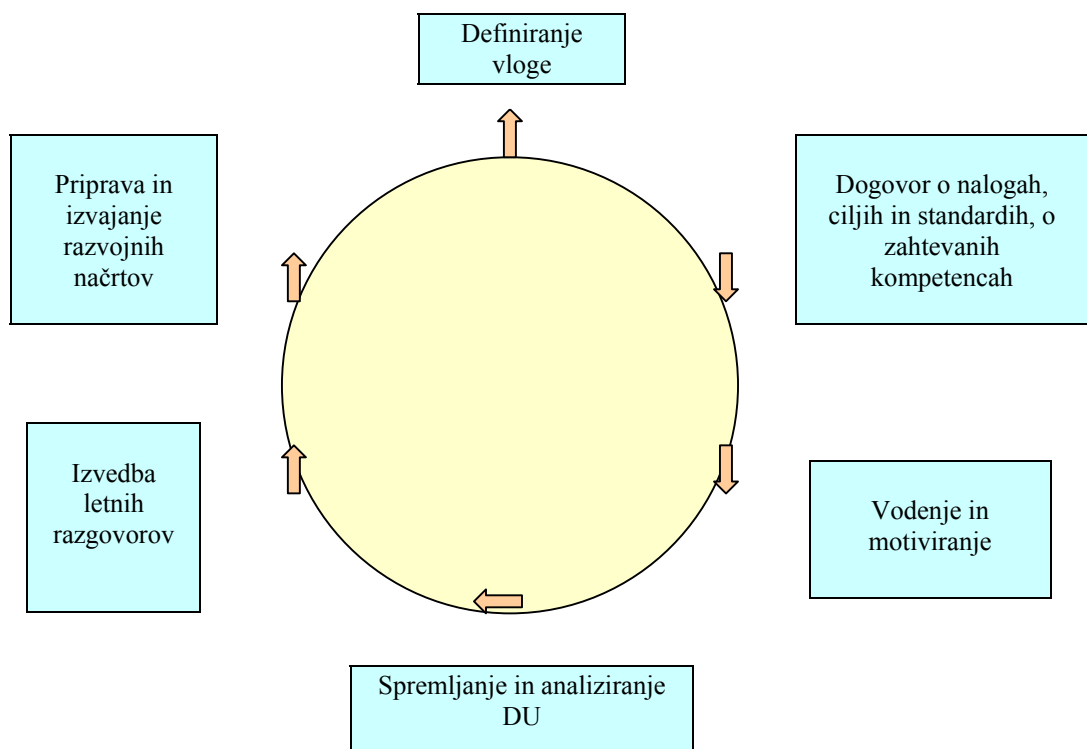 Definiranje
vloge
Priprava in
izvajanje
razvojnih
načrtov
Dogovor o nalogah,
ciljih in standardih, o
zahtevanih
kompetencah
Izvedba
letnih
razgovorov
Vodenje in
motiviranje
Spremljanje in analiziranje
DU